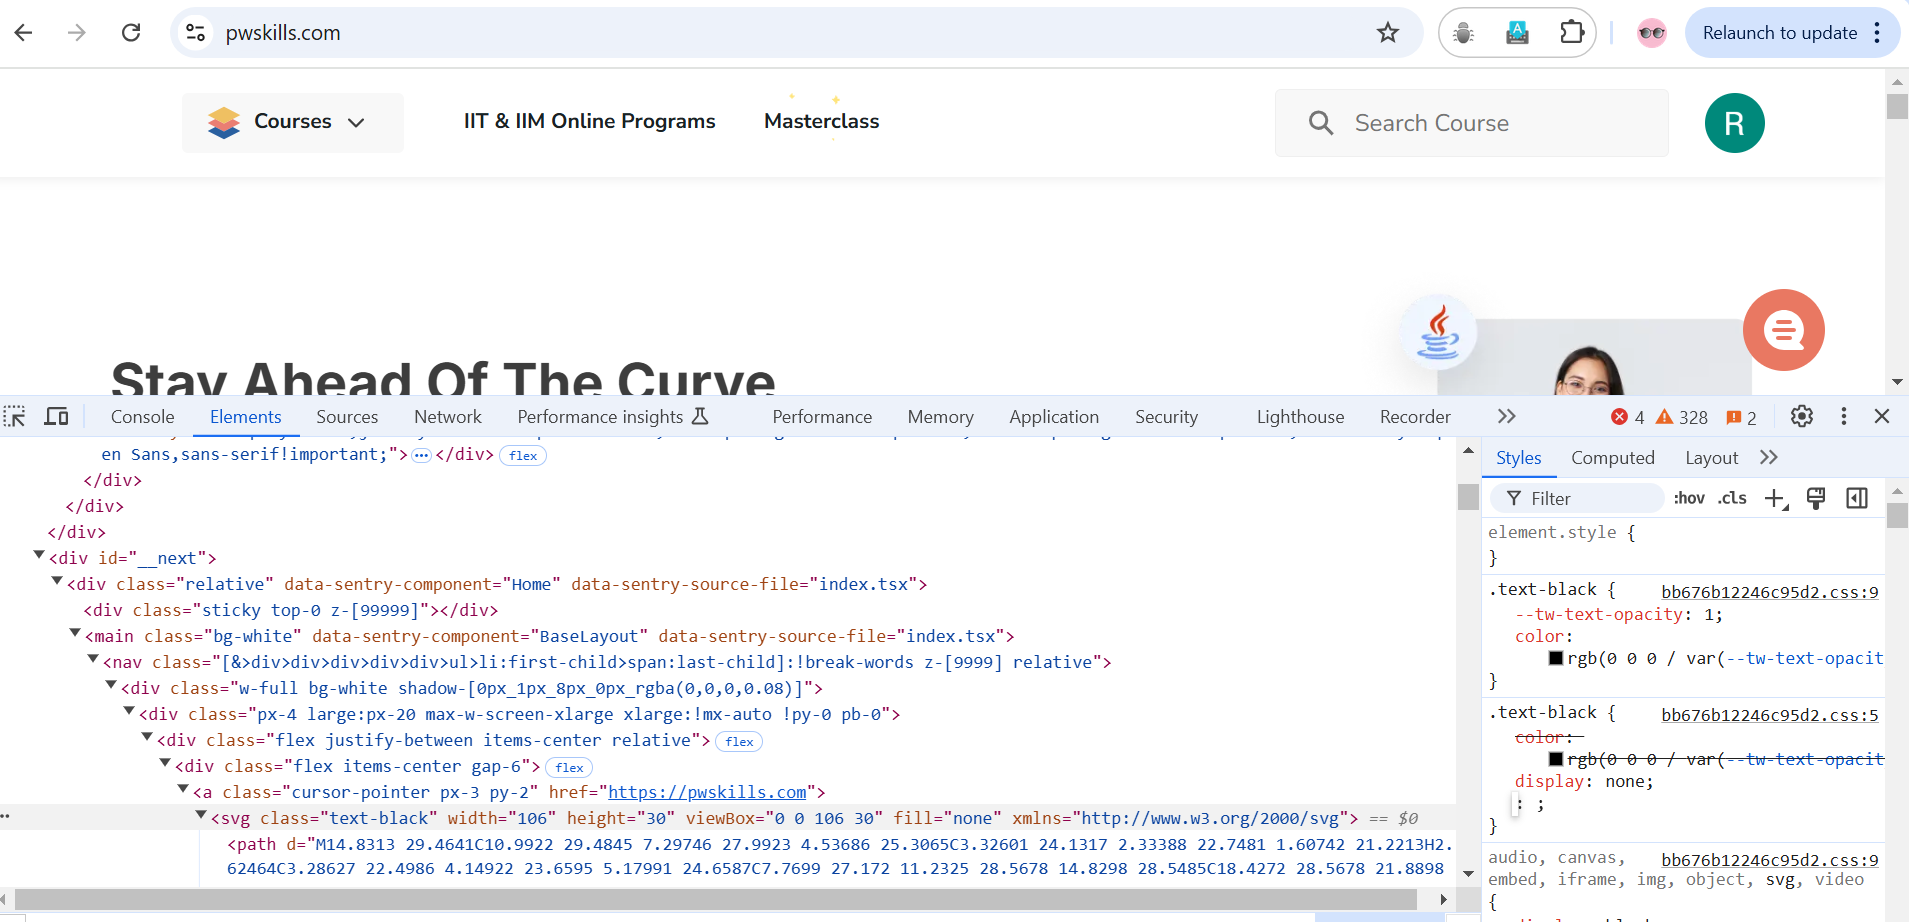 pwskills.com
Relaunch to update
Courses
IIT & IIM Online Programs
Masterclass
Search Course
R
Stay Ahead Of The Curve
Console
Elements
Sources
Network
Performance insights
Performance
Memory
Application
Security
Lighthouse
Recorder
4
328
2
en Sans,sans-serif!important;">
</div>
flex
</div>
</div>
</div>
<div id="__next">
<div class="relative" data-sentry-component="Home" data-sentry-source-file="index.tsx">
<div class="sticky top-0 z-[99999]"></div>
<main class="bg-white" data-sentry-component="BaseLayout" data-sentry-source-file="index.tsx">
<nav class="[&>div>div>div>div>div>ul>li:first-child>span:last-child]:!break-words z-[9999] relative">
<div class="w-full bg-white shadow-[0px_1px_8px_0px_rgba(0,0,0,0.08)]">
<div class="px-4 large:px-20 max-w-screen-xlarge xlarge:!mx-auto !py-0 pb-0">
<div class="flex justify-between items-center relative"> flex
<div class="flex items-center gap-6"> flex
<a class="cursor-pointer px-3 py-2" href="https://pwskills.com">
<svg class="text-black" width="106" height="30" viewBox="0 0 106 30" fill="none" xmlns="http://www.w3.org/2000/svg"> == $0
<path d="M14.8313 29.4641C10.9922 29.4845 7.29746 27.9923 4.53686 25.3065C3.32601 24.1317 2.33388 22.7481 1.60742 21.2213H2.
62464C3.28627 22.4986 4.14922 23.6595 5.17991 24.6587C7.7699 27.172 11.2325 28.5678 14.8298 28.5485C18.4272 28.5678 21.8898
Styles
Computed
Layout
Filter
:hov
.cls
element.style {
}
.text-black {
bb676b12246c95d2.css:9
--tw-text-opacity: 1;
color:
rgb(0 0 0 / var(--tw-text-opacit
}
.text-black {
bb676b12246c95d2.css:5
color:
rgb(0 0 0 / var(--tw-text-opacit
display: none;
: ;
}
audio, canvas,
bb676b12246c95d2.css:9
embed, iframe, img, object, svg, video
{